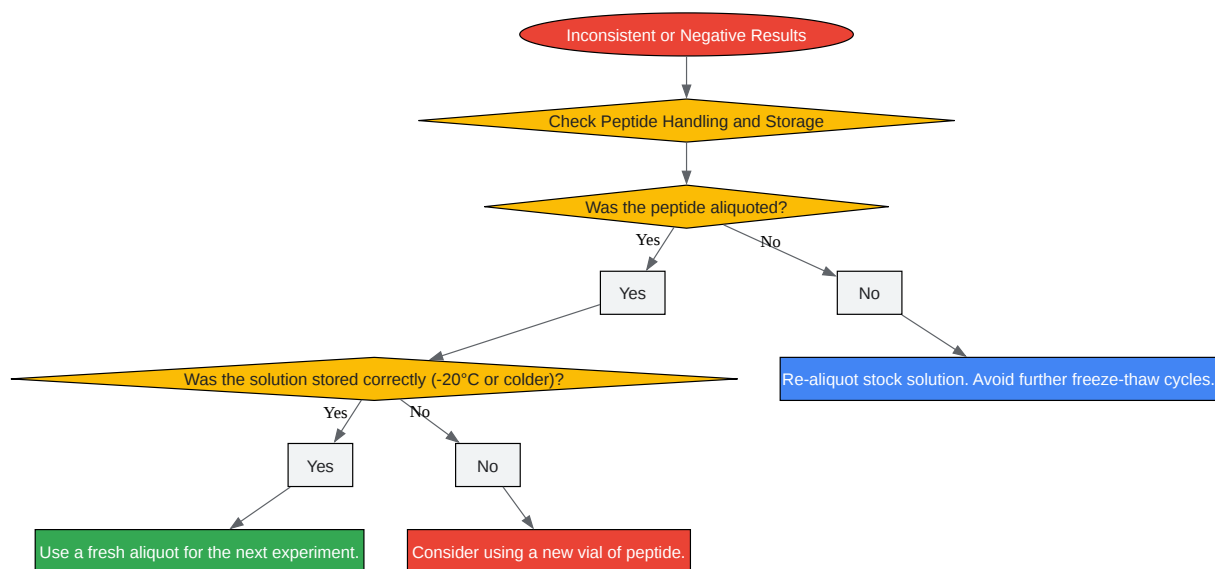 Inconsistent or Negative Results
Check Peptide Handling and Storage
Was the peptide aliquoted?
Yes
No
Yes
No
Was the solution stored correctly (-20°C or colder)?
Re-aliquot stock solution. Avoid further freeze-thaw cycles.
Yes
No
Yes
No
Use a fresh aliquot for the next experiment.
Consider using a new vial of peptide.